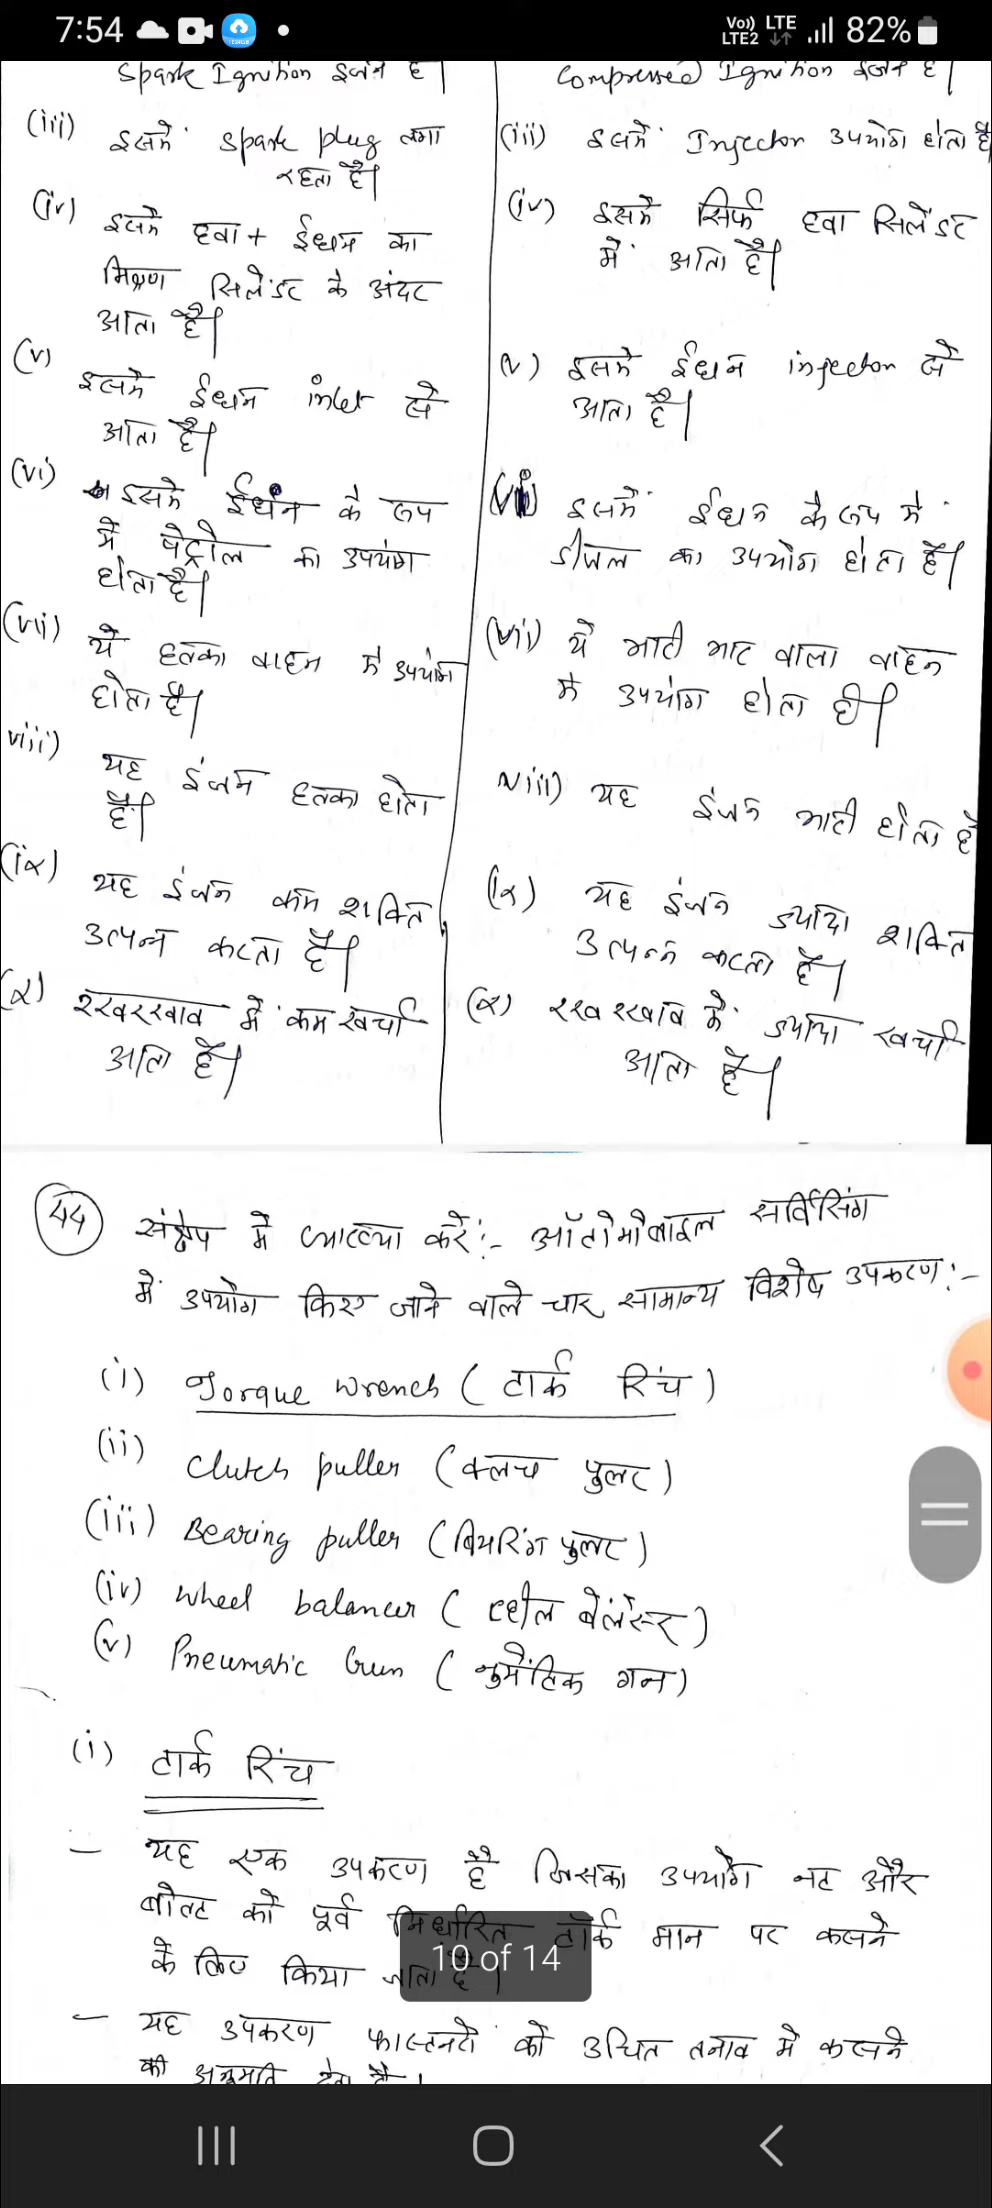 7:54
Vo)) LTE
LTE2
82%
Spark Ignition इंजन है।
Compressed Ignition इंजन है।
(iii) इसमें spark plug लगा
रहता है।
(iv) इसमें हवा + ईंधन का
मिश्रण सिलेंडर के अंदर
आता है।
(v) इसमें ईंधन inlet से
आता है।
(vi) इसमें ईंधन के रूप
में पेट्रोल का उपयोग
होता है।
(vii) ये हल्का वाहन में उपयोग
होता है।
viii) यह इंजन हल्का होता
है।
(ix) यह इंजन कम शक्ति
उत्पन्न करता है।
(x) रखरखाव में कम खर्चा
आता है।
(iii) इसमें Injector उपयोग होता है
(iv) इसमें सिर्फ हवा सिलेंडर
में आता है।
(v) इसमें ईंधन injector से
आता है।
(vi) इसमें ईंधन के रूप में
डीजल का उपयोग होता है।
(vii) ये भारी भार वाला वाहन
में उपयोग होता ही।
viii) यह इंजन भारी होता है
(ix) यह इंजन ज्यादा शक्ति
उत्पन्न करता है।
(x) रखरखाव में ज्यादा खर्चा
आता है।
44 संक्षेप में व्याख्या करें:- ऑटोमोबाइल सर्विसिंग
में उपयोग किए जाने वाले चार सामान्य विशेष उपकरण:-
(i) Torque wrench (टार्क रिंच)
(ii) Clutch puller (क्लच पुलर)
(iii) Bearing puller (बियरिंग पुलर)
(iv) Wheel balancer (व्हील बेलेंसर)
(v) Pneumatic Gun (नुमेंटिक गन)
(i) टार्क रिंच
— यह एक उपकरण है जिसका उपयोग नट और
बोल्ट को पूर्व निर्धारित टॉर्क मान पर कसने
के लिए किया जाता है।
10 of 14
— यह उपकरण फास्टनरों को उचित तनाव में कसने
की अनुमति देता है।